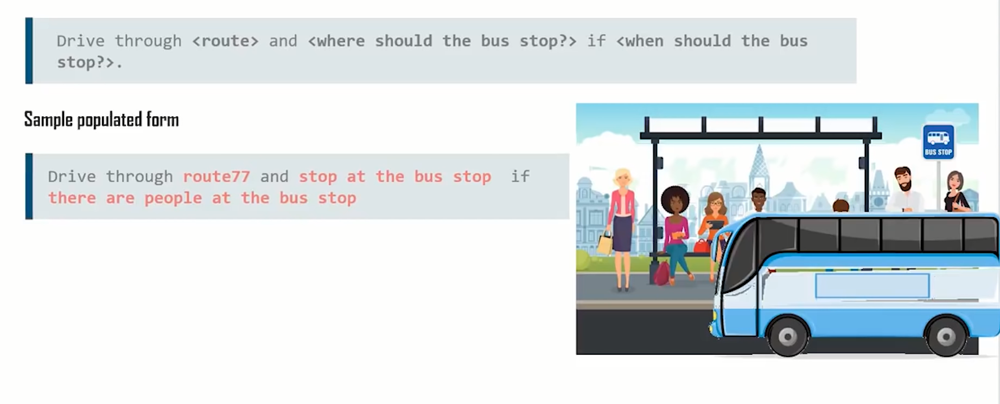 Drive through <route> and <where should the bus stop?> if <when should the bus
stop?>.
Sample populated form
Drive through route77 and stop at the bus stop  if
there are people at the bus stop
BUS STOP